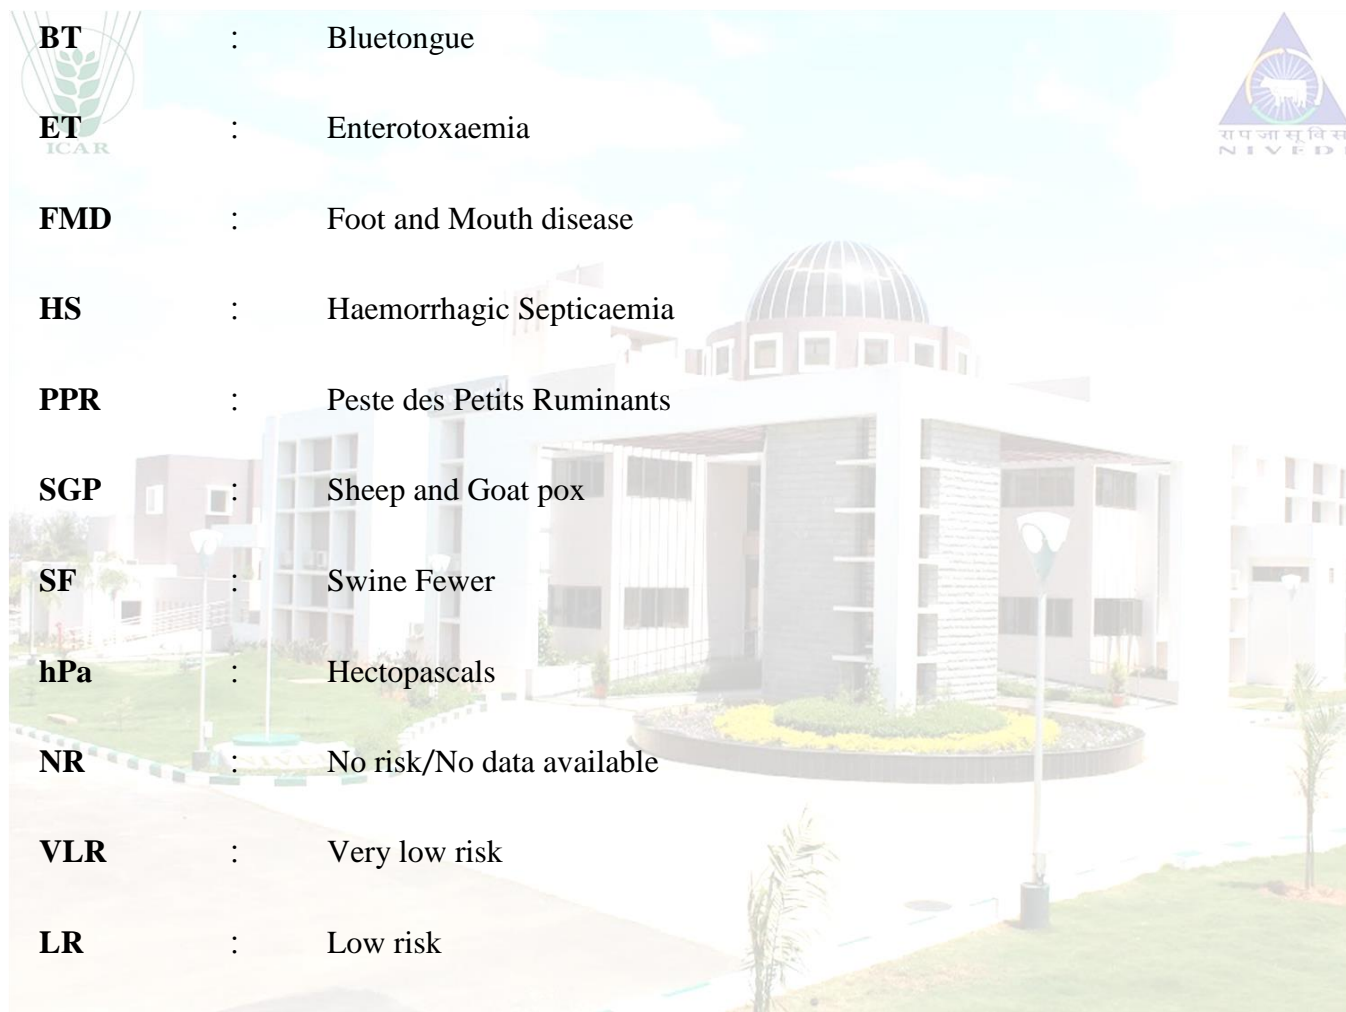 BT : Bluetongue
ET : Enterotoxaemia
ICAR
रा प जा सू वि सं
NIVEDI
FMD : Foot and Mouth disease
HS : Haemorrhagic Septicaemia
PPR : Peste des Petits Ruminants
SGP : Sheep and Goat pox
SF : Swine Fewer
hPa : Hectopascals
NR : No risk/No data available
VLR : Very low risk
LR : Low risk